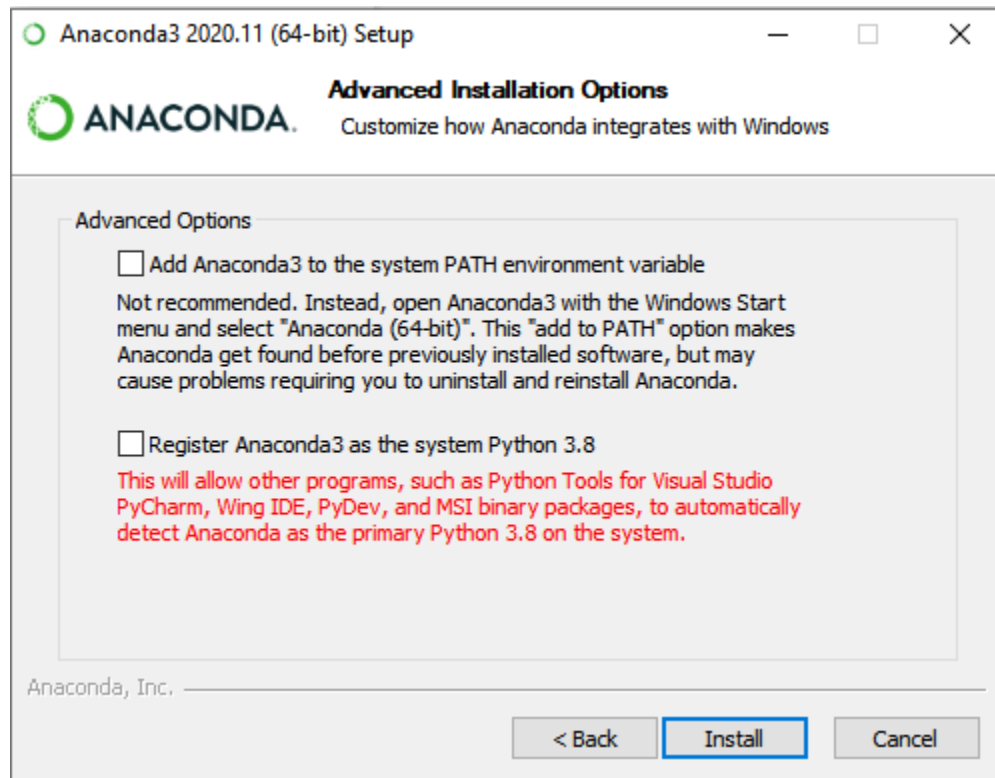 Anaconda3 2020.11 (64-bit) Setup
ANACONDA.
Advanced Installation Options
Customize how Anaconda integrates with Windows
Advanced Options
Add Anaconda3 to the system PATH environment variable
Not recommended. Instead, open Anaconda3 with the Windows Start
menu and select "Anaconda (64-bit)". This "add to PATH" option makes
Anaconda get found before previously installed software, but may
cause problems requiring you to uninstall and reinstall Anaconda.
Register Anaconda3 as the system Python 3.8
This will allow other programs, such as Python Tools for Visual Studio
PyCharm, Wing IDE, PyDev, and MSI binary packages, to automatically
detect Anaconda as the primary Python 3.8 on the system.
Anaconda, Inc.
< Back
Install
Cancel